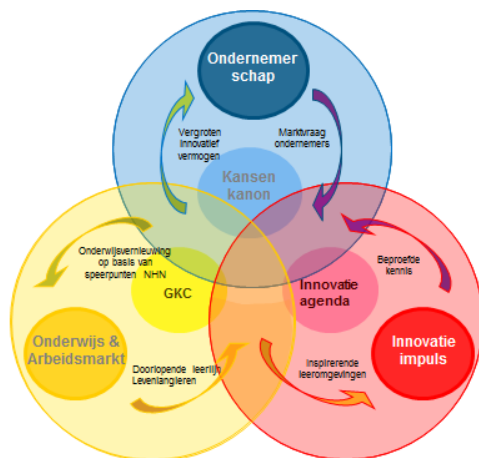 Ondernemer
schap
Vergroten
Innovatief
vermogen
Marktvraag
ondernemers
Kansen
kanon
Onderwijsvernieuwing
op basis van
speerpunten NHN
Beproefde
kennis
GKC
Innovatie
agenda
Onderwijs &
Arbeidsmarkt
Innovatie
impuls
Doorlopende leerlijn
Levenlangleren
Inspirerende
leeromgevingen